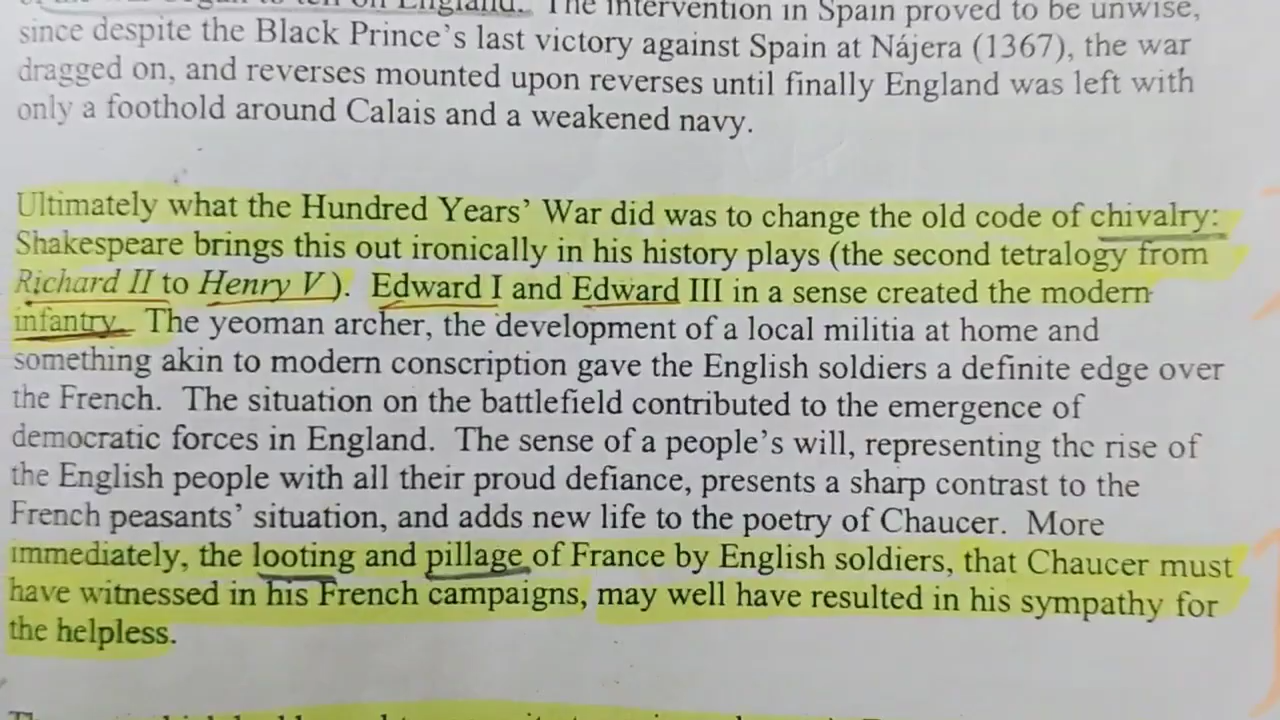 England. The intervention in Spain proved to be unwise,
since despite the Black Prince's last victory against Spain at Nájera (1367), the war
dragged on, and reverses mounted upon reverses until finally England was left with
only a foothold around Calais and a weakened navy.
Ultimately what the Hundred Years' War did was to change the old code of chivalry:
Shakespeare brings this out ironically in his history plays (the second tetralogy from
Richard II to Henry V). Edward I and Edward III in a sense created the modern
infantry. The yeoman archer, the development of a local militia at home and
something akin to modern conscription gave the English soldiers a definite edge over
the French. The situation on the battlefield contributed to the emergence of
democratic forces in England. The sense of a people's will, representing the rise of
the English people with all their proud defiance, presents a sharp contrast to the
French peasants' situation, and adds new life to the poetry of Chaucer. More
immediately, the looting and pillage of France by English soldiers, that Chaucer must
have witnessed in his French campaigns, may well have resulted in his sympathy for
the helpless.